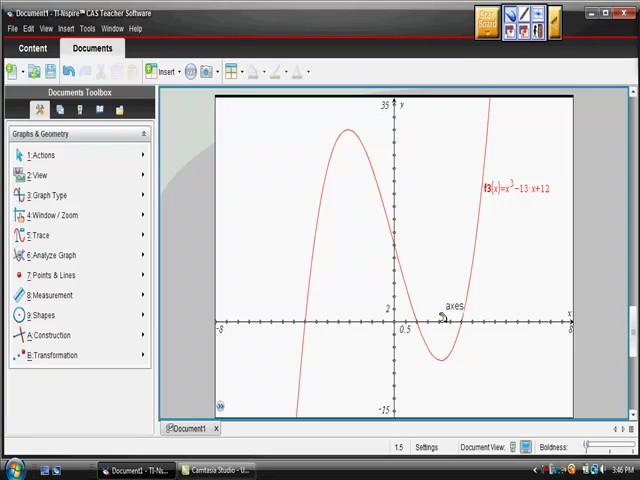 Document1 - TI-Nspire™ CAS Teacher Software
File Edit View Insert Tools Window Help
Content Documents
Insert
Documents Toolbox
Graphs & Geometry
1:Actions
2:View
3:Graph Type
4:Window / Zoom
5:Trace
6:Analyze Graph
7:Points & Lines
8:Measurement
9:Shapes
A:Construction
B:Transformation
35 y
f3(x)=x³-13·x+12
axes
2
-8 0.5 8 x
-15
Document1 x
1.5 Settings Document View: Boldness:
Document1 - TI-Ns... Camtasia Studio - U... 3:46 PM